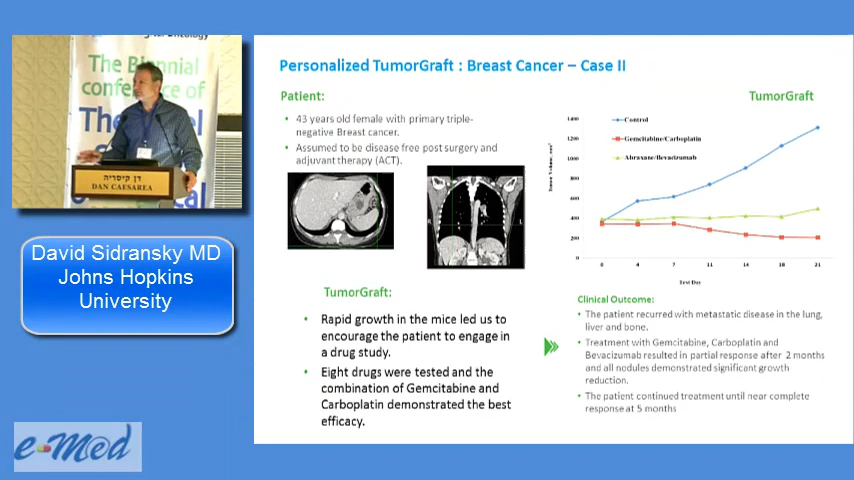 for Oncology
The Biennial
conference of
דן קיסריה
DAN CAESAREA
David Sidransky MD
Johns Hopkins
University
e-Med
Personalized TumorGraft : Breast Cancer – Case II
Patient:
• 43 years old female with primary triple-
negative Breast cancer.
• Assumed to be disease free post surgery and
adjuvant therapy (ACT).
R
L
TumorGraft:
• Rapid growth in the mice led us to
encourage the patient to engage in
a drug study.
• Eight drugs were tested and the
combination of Gemcitabine and
Carboplatin demonstrated the best
efficacy.
TumorGraft
Control
Gemcitabine/Carboplatin
Abraxane/Bevacizumab
Tumor Volume, mm³
1400
1200
1000
800
600
400
200
0
0 4 7 11 14 18 21
Test Day
Clinical Outcome:
• The patient recurred with metastatic disease in the lung,
liver and bone.
• Treatment with Gemcitabine, Carboplatin and
Bevacizumab resulted in partial response after 2 months
and all nodules demonstrated significant growth
reduction.
• The patient continued treatment until near complete
response at 5 months